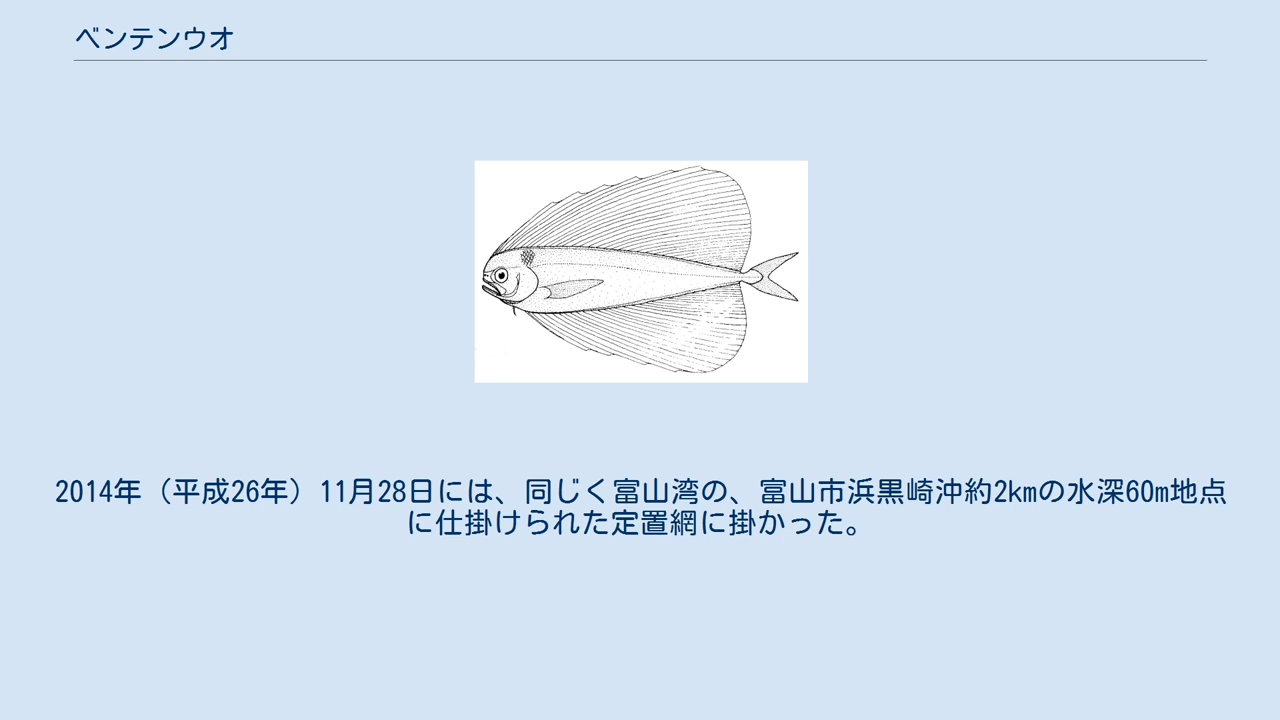 ベンテンウオ
2014年（平成26年）11月28日には、同じく富山湾の、富山市浜黒崎沖約2kmの水深60m地点
に仕掛けられた定置網に掛かった。